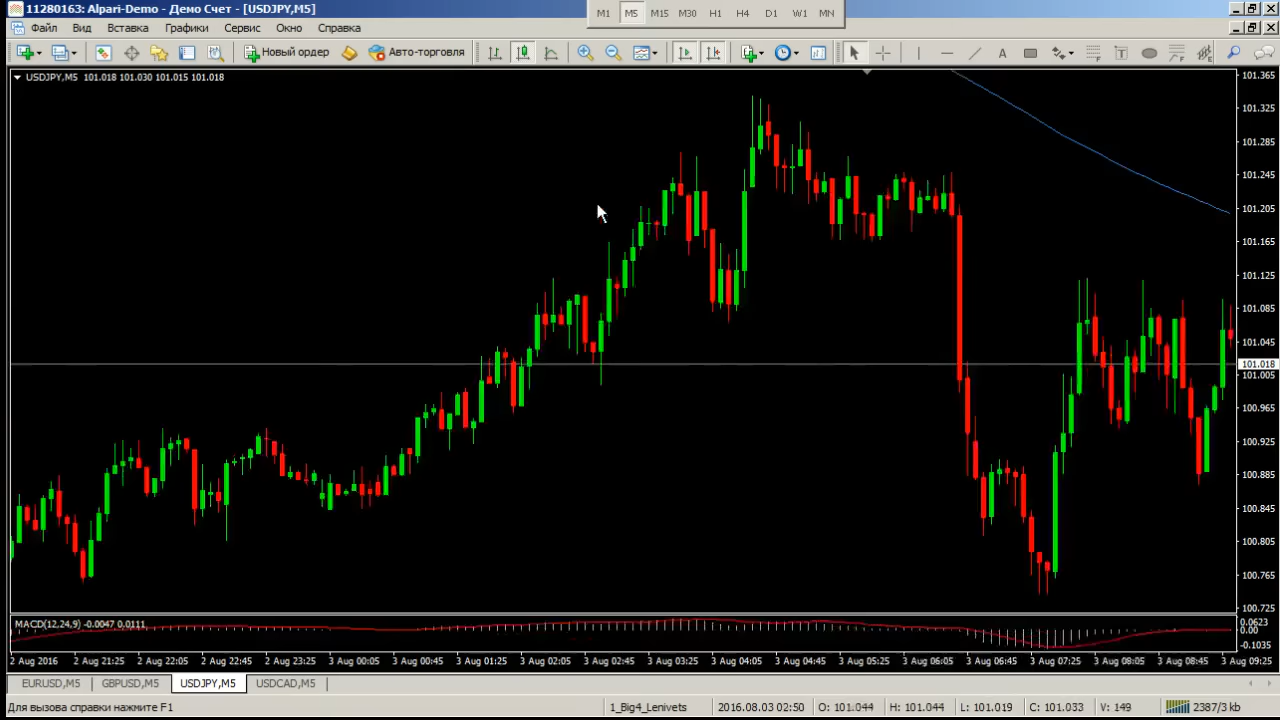 11280163: Alpari-Demo - Демо Счет - [USDJPY,M5]
M1 M5 M15 M30 H1 H4 D1 W1 MN
Файл Вид Вставка Графики Сервис Окно Справка
Новый ордер Авто-торговля
USDJPY,M5 101.018 101.030 101.015 101.018
101.365
101.325
101.285
101.245
101.205
101.165
101.125
101.085
101.045
101.018
101.005
100.965
100.925
100.885
100.845
100.805
100.765
100.725
MACD(12,24,9) -0.0047 0.0111
0.0623
0.00
-0.1035
2 Aug 2016 2 Aug 21:25 2 Aug 22:05 2 Aug 22:45 2 Aug 23:25 3 Aug 00:05 3 Aug 00:45 3 Aug 01:25 3 Aug 02:05 3 Aug 02:45 3 Aug 03:25 3 Aug 04:05 3 Aug 04:45 3 Aug 05:25 3 Aug 06:05 3 Aug 06:45 3 Aug 07:25 3 Aug 08:05 3 Aug 08:45 3 Aug 09:25
EURUSD,M5 GBPUSD,M5 USDJPY,M5 USDCAD,M5
Для вызова справки нажмите F1 1_Big4_Lenivets 2016.08.03 02:50 O: 101.044 H: 101.044 L: 101.019 C: 101.033 V: 149 2387/3 kb